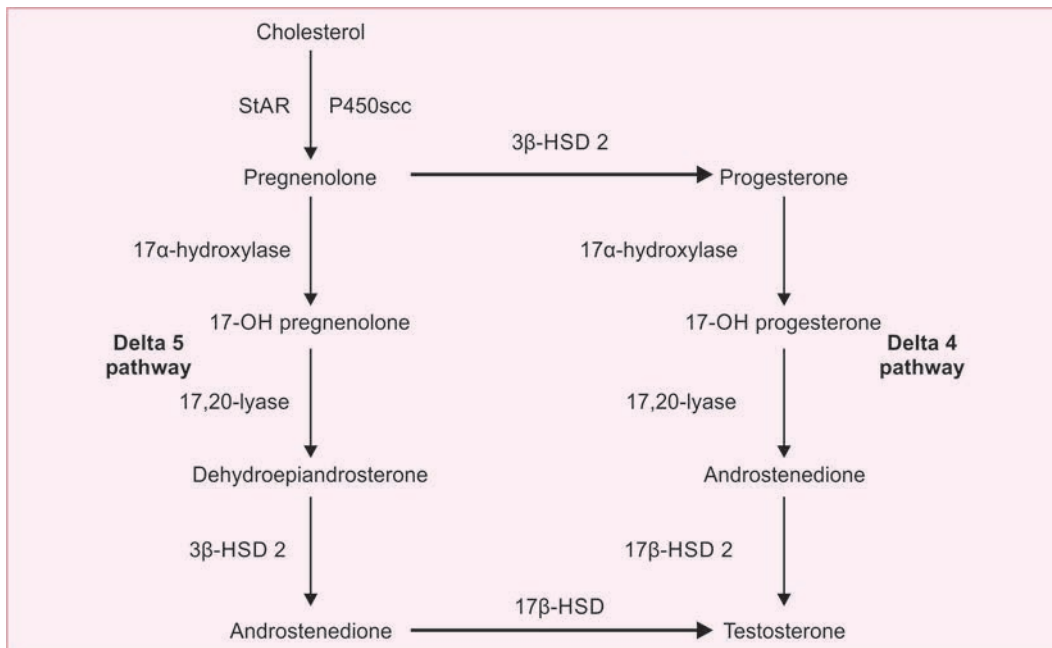 Cholesterol
StAR P450scc
3β-HSD 2
Pregnenolone Progesterone
17α-hydroxylase 17α-hydroxylase
17-OH pregnenolone 17-OH progesterone
Delta 5 Delta 4
pathway pathway
17,20-lyase 17,20-lyase
Dehydroepiandrosterone Androstenedione
3β-HSD 2 17β-HSD 2
17β-HSD
Androstenedione Testosterone